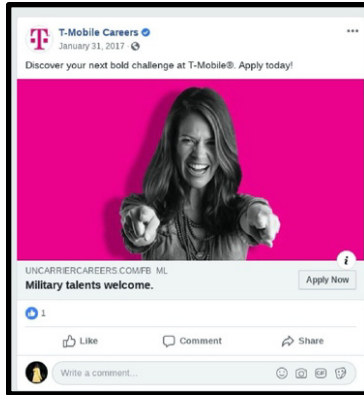 T-Mobile Careers
January 31, 2017 ·
Discover your next bold challenge at T-Mobile®. Apply today!
UNCARRIERCAREERS.COM/FB_ML
Military talents welcome.
Apply Now
1
Like Comment Share
Write a comment...
GIF